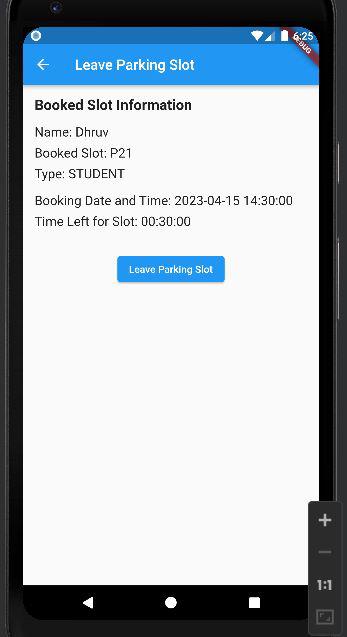 6:25
DEBUG
Leave Parking Slot
Booked Slot Information
Name: Dhruv
Booked Slot: P21
Type: STUDENT
Booking Date and Time: 2023-04-15 14:30:00
Time Left for Slot: 00:30:00
Leave Parking Slot
1:1